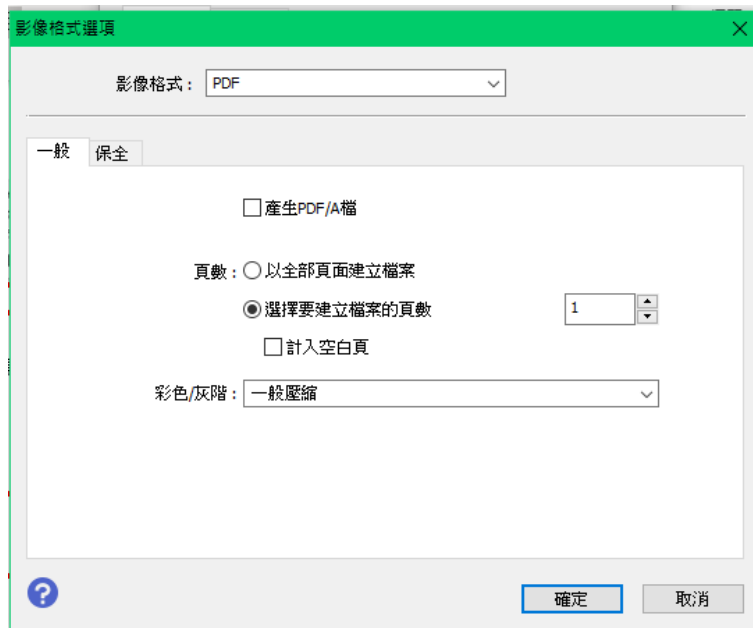 影像格式選項
影像格式： PDF
一般 保全
產生PDF/A檔
頁數： 以全部頁面建立檔案
選擇要建立檔案的頁數 1
計入空白頁
彩色/灰階： 一般壓縮
?
確定 取消